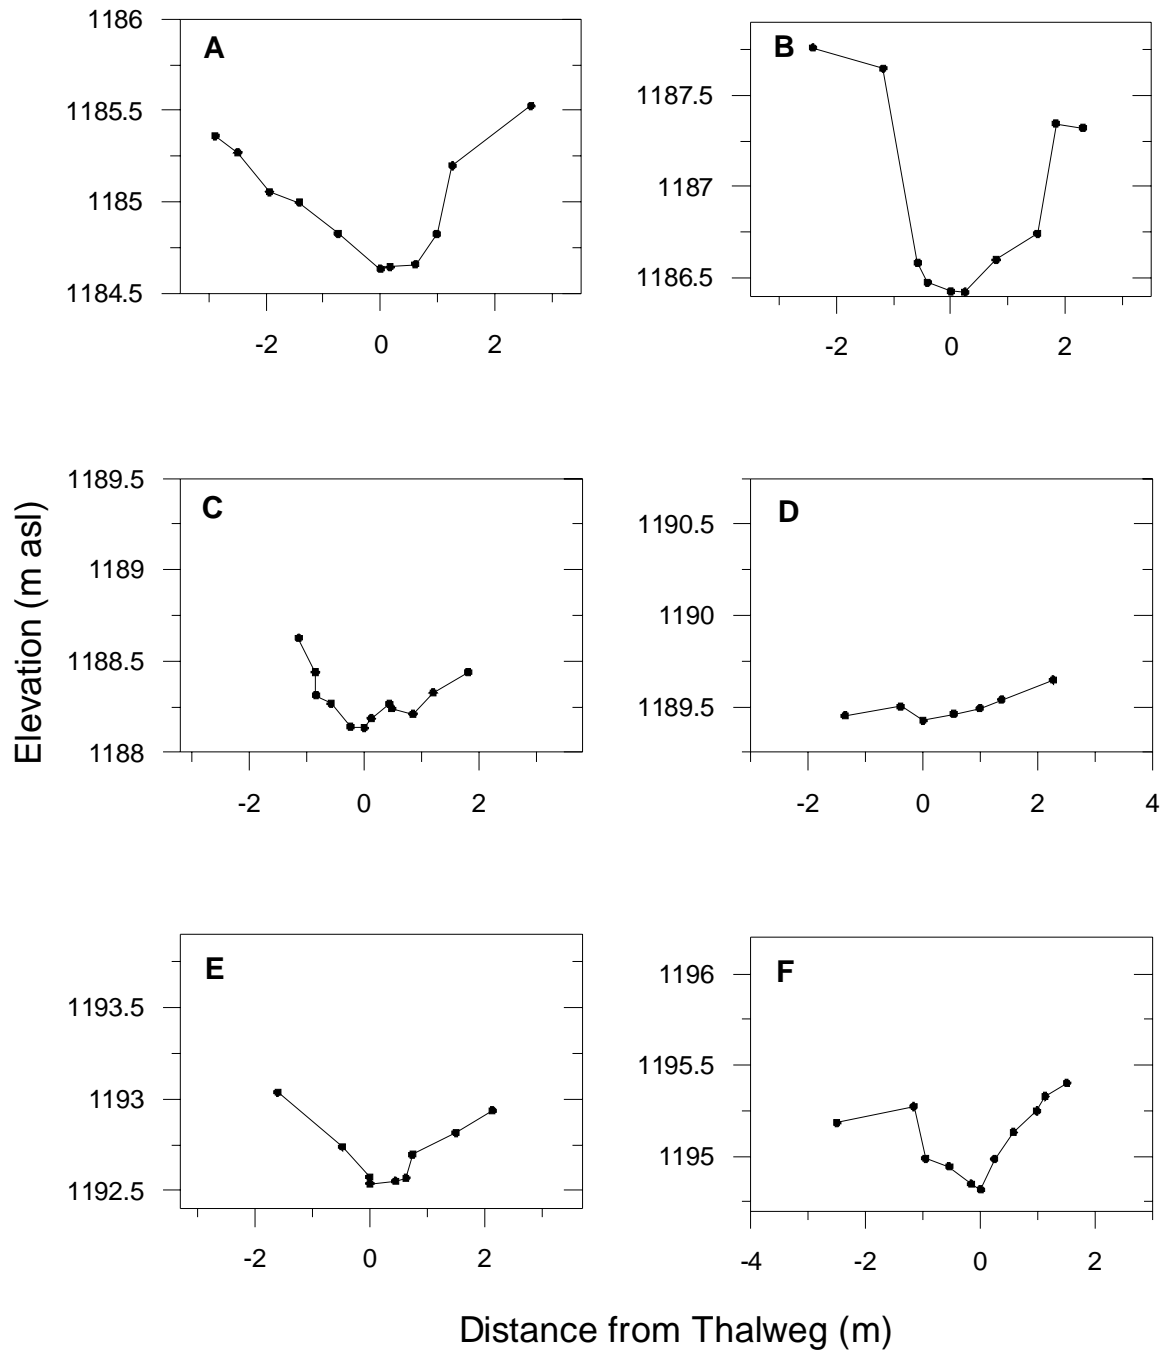 1186
A
1185.5
1185
1184.5
-2 0 2
B
1187.5
1187
1186.5
-2 0 2
Elevation (m asl)
1189.5
C
1189
1188.5
1188
-2 0 2
D
1190.5
1190
1189.5
-2 0 2 4
E
1193.5
1193
1192.5
-2 0 2
F
1196
1195.5
1195
-4 -2 0 2
Distance from Thalweg (m)